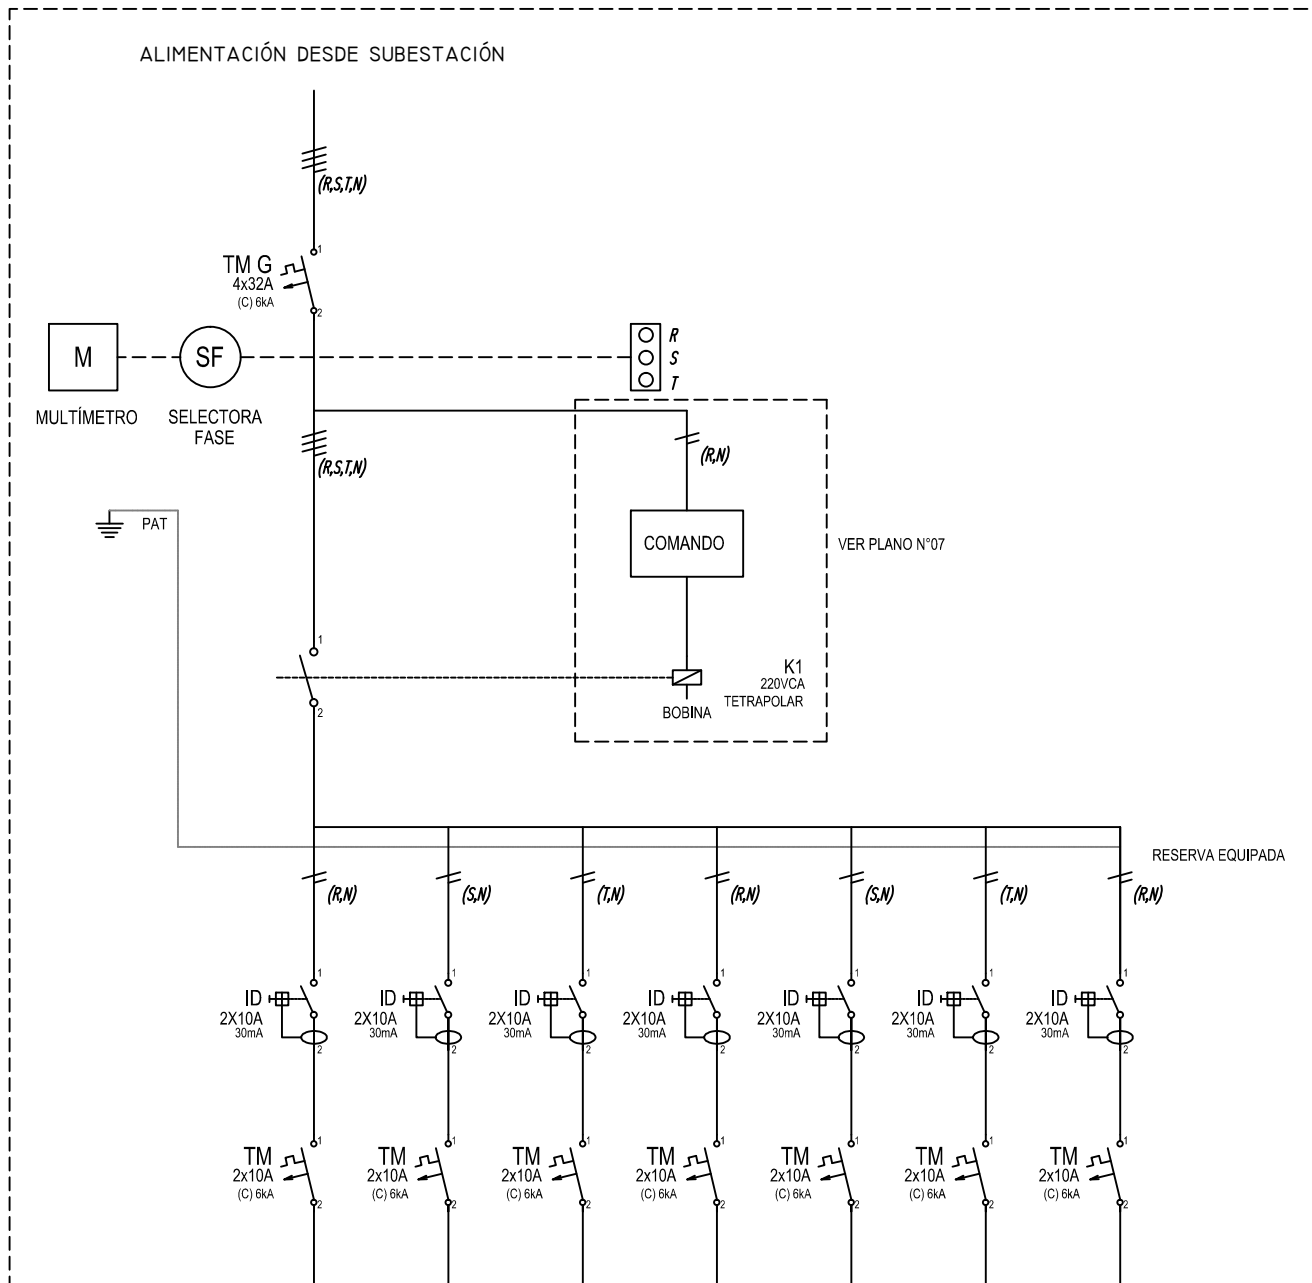 ALIMENTACIÓN DESDE SUBESTACIÓN
(R,S,T,N)
1
TM G
4x32A
(C) 6kA
2
M
SF
R
S
T
MULTÍMETRO
SELECTORA
FASE
(R,S,T,N)
(R,N)
PAT
COMANDO
VER PLANO N°07
1
2
K1
220VCA
TETRAPOLAR
BOBINA
RESERVA EQUIPADA
(R,N) (S,N) (T,N) (R,N) (S,N) (T,N) (R,N)
1 1 1 1 1 1 1
ID ID ID ID ID ID ID
2X10A 2X10A 2X10A 2X10A 2X10A 2X10A 2X10A
30mA 30mA 30mA 30mA 30mA 30mA 30mA
2 2 2 2 2 2 2
1 1 1 1 1 1 1
TM TM TM TM TM TM TM
2x10A 2x10A 2x10A 2x10A 2x10A 2x10A 2x10A
(C) 6kA (C) 6kA (C) 6kA (C) 6kA (C) 6kA (C) 6kA (C) 6kA
2 2 2 2 2 2 2